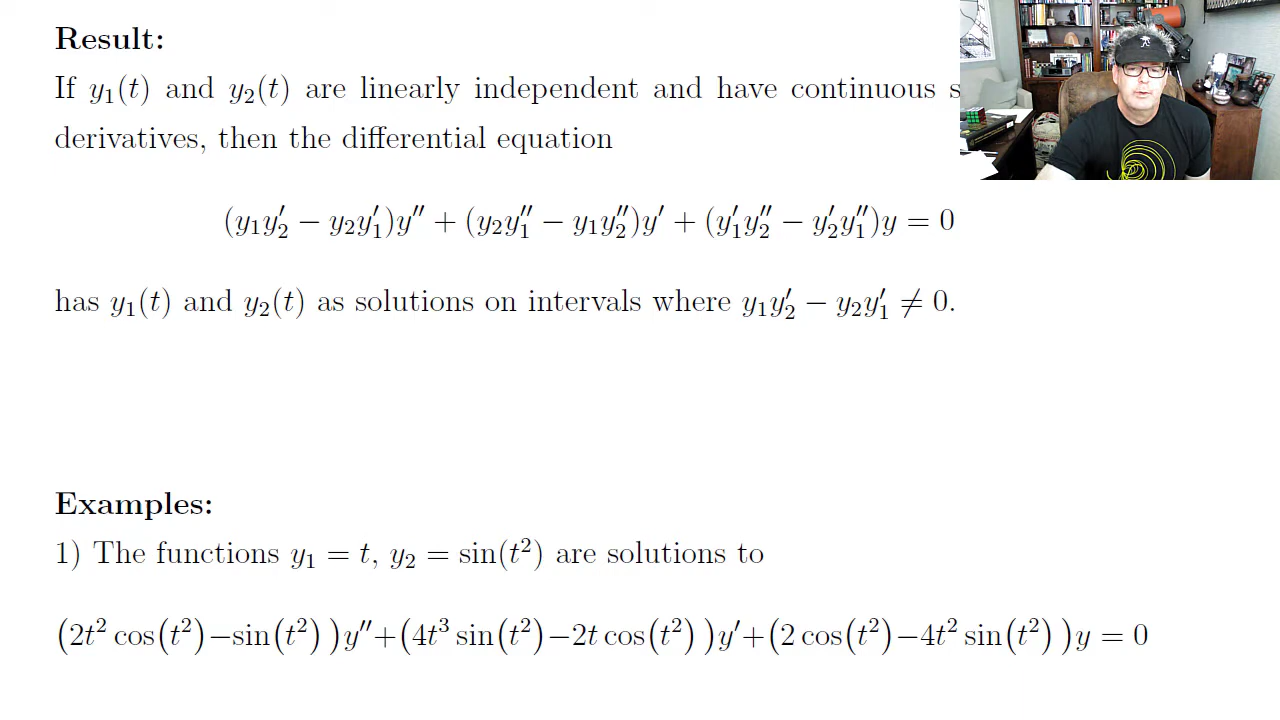 Result:
If y₁(t) and y₂(t) are linearly independent and have continuous s
derivatives, then the differential equation
(y₁y₂′ − y₂y₁′)y″ + (y₂y₁″ − y₁y₂″)y′ + (y₁′y₂″ − y₂′y₁″)y = 0
has y₁(t) and y₂(t) as solutions on intervals where y₁y₂′ − y₂y₁′ ≠ 0.
Examples:
1) The functions y₁ = t, y₂ = sin(t²) are solutions to
(2t² cos(t²)−sin(t²))y″+(4t³ sin(t²)−2t cos(t²))y′+(2 cos(t²)−4t² sin(t²))y = 0